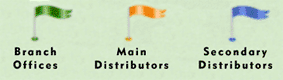 Branch Offices
Main Distributors
Secondary Distributors